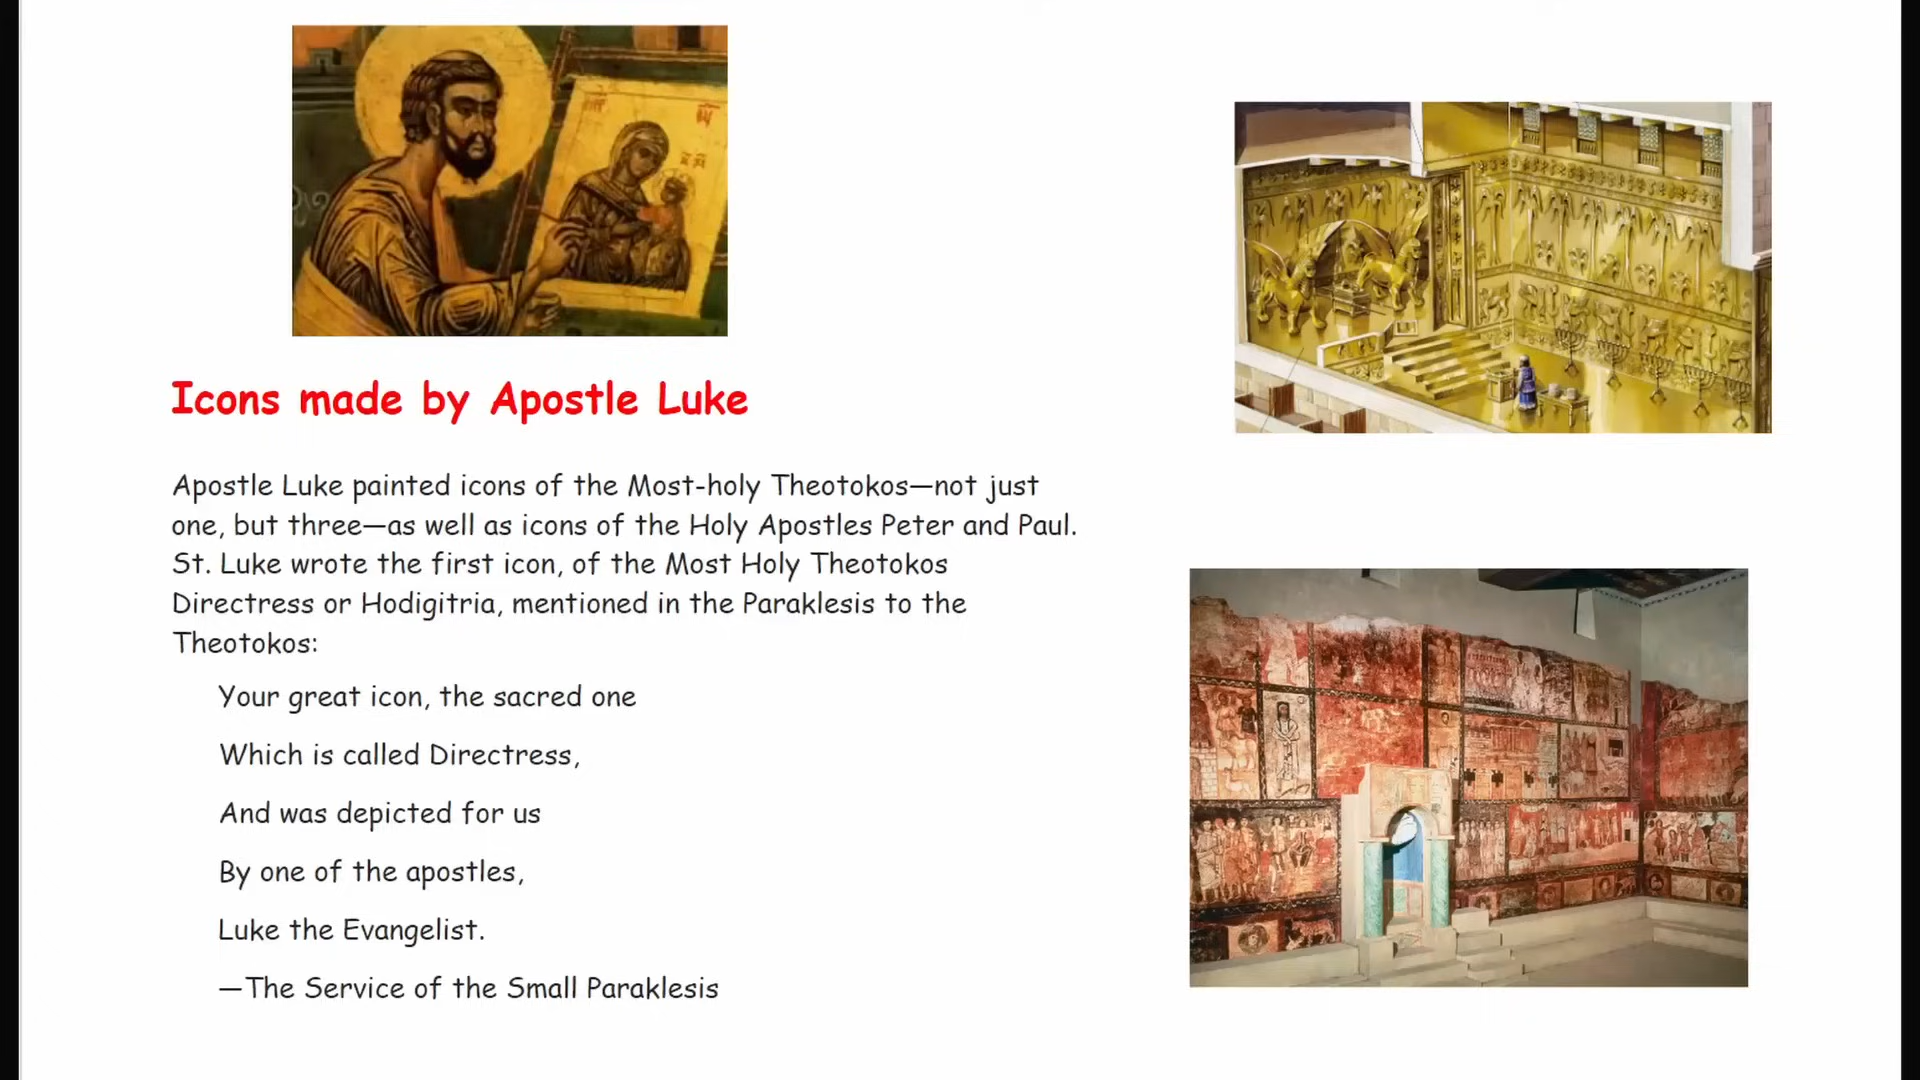 Icons made by Apostle Luke
Apostle Luke painted icons of the Most-holy Theotokos—not just
one, but three—as well as icons of the Holy Apostles Peter and Paul.
St. Luke wrote the first icon, of the Most Holy Theotokos
Directress or Hodigitria, mentioned in the Paraklesis to the
Theotokos:
Your great icon, the sacred one
Which is called Directress,
And was depicted for us
By one of the apostles,
Luke the Evangelist.
—The Service of the Small Paraklesis